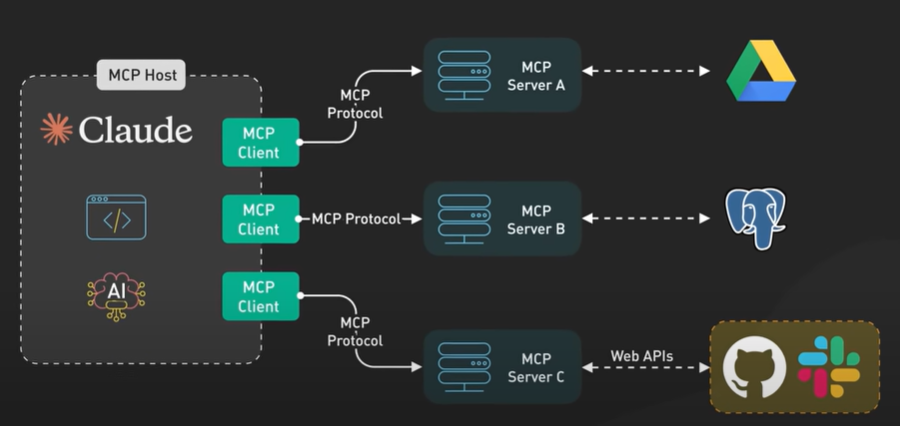 MCP Host
Claude
AI
MCP
Client
MCP
Client
MCP
Client
MCP
Protocol
MCP Protocol
MCP
Protocol
MCP
Server A
MCP
Server B
MCP
Server C
Web APIs